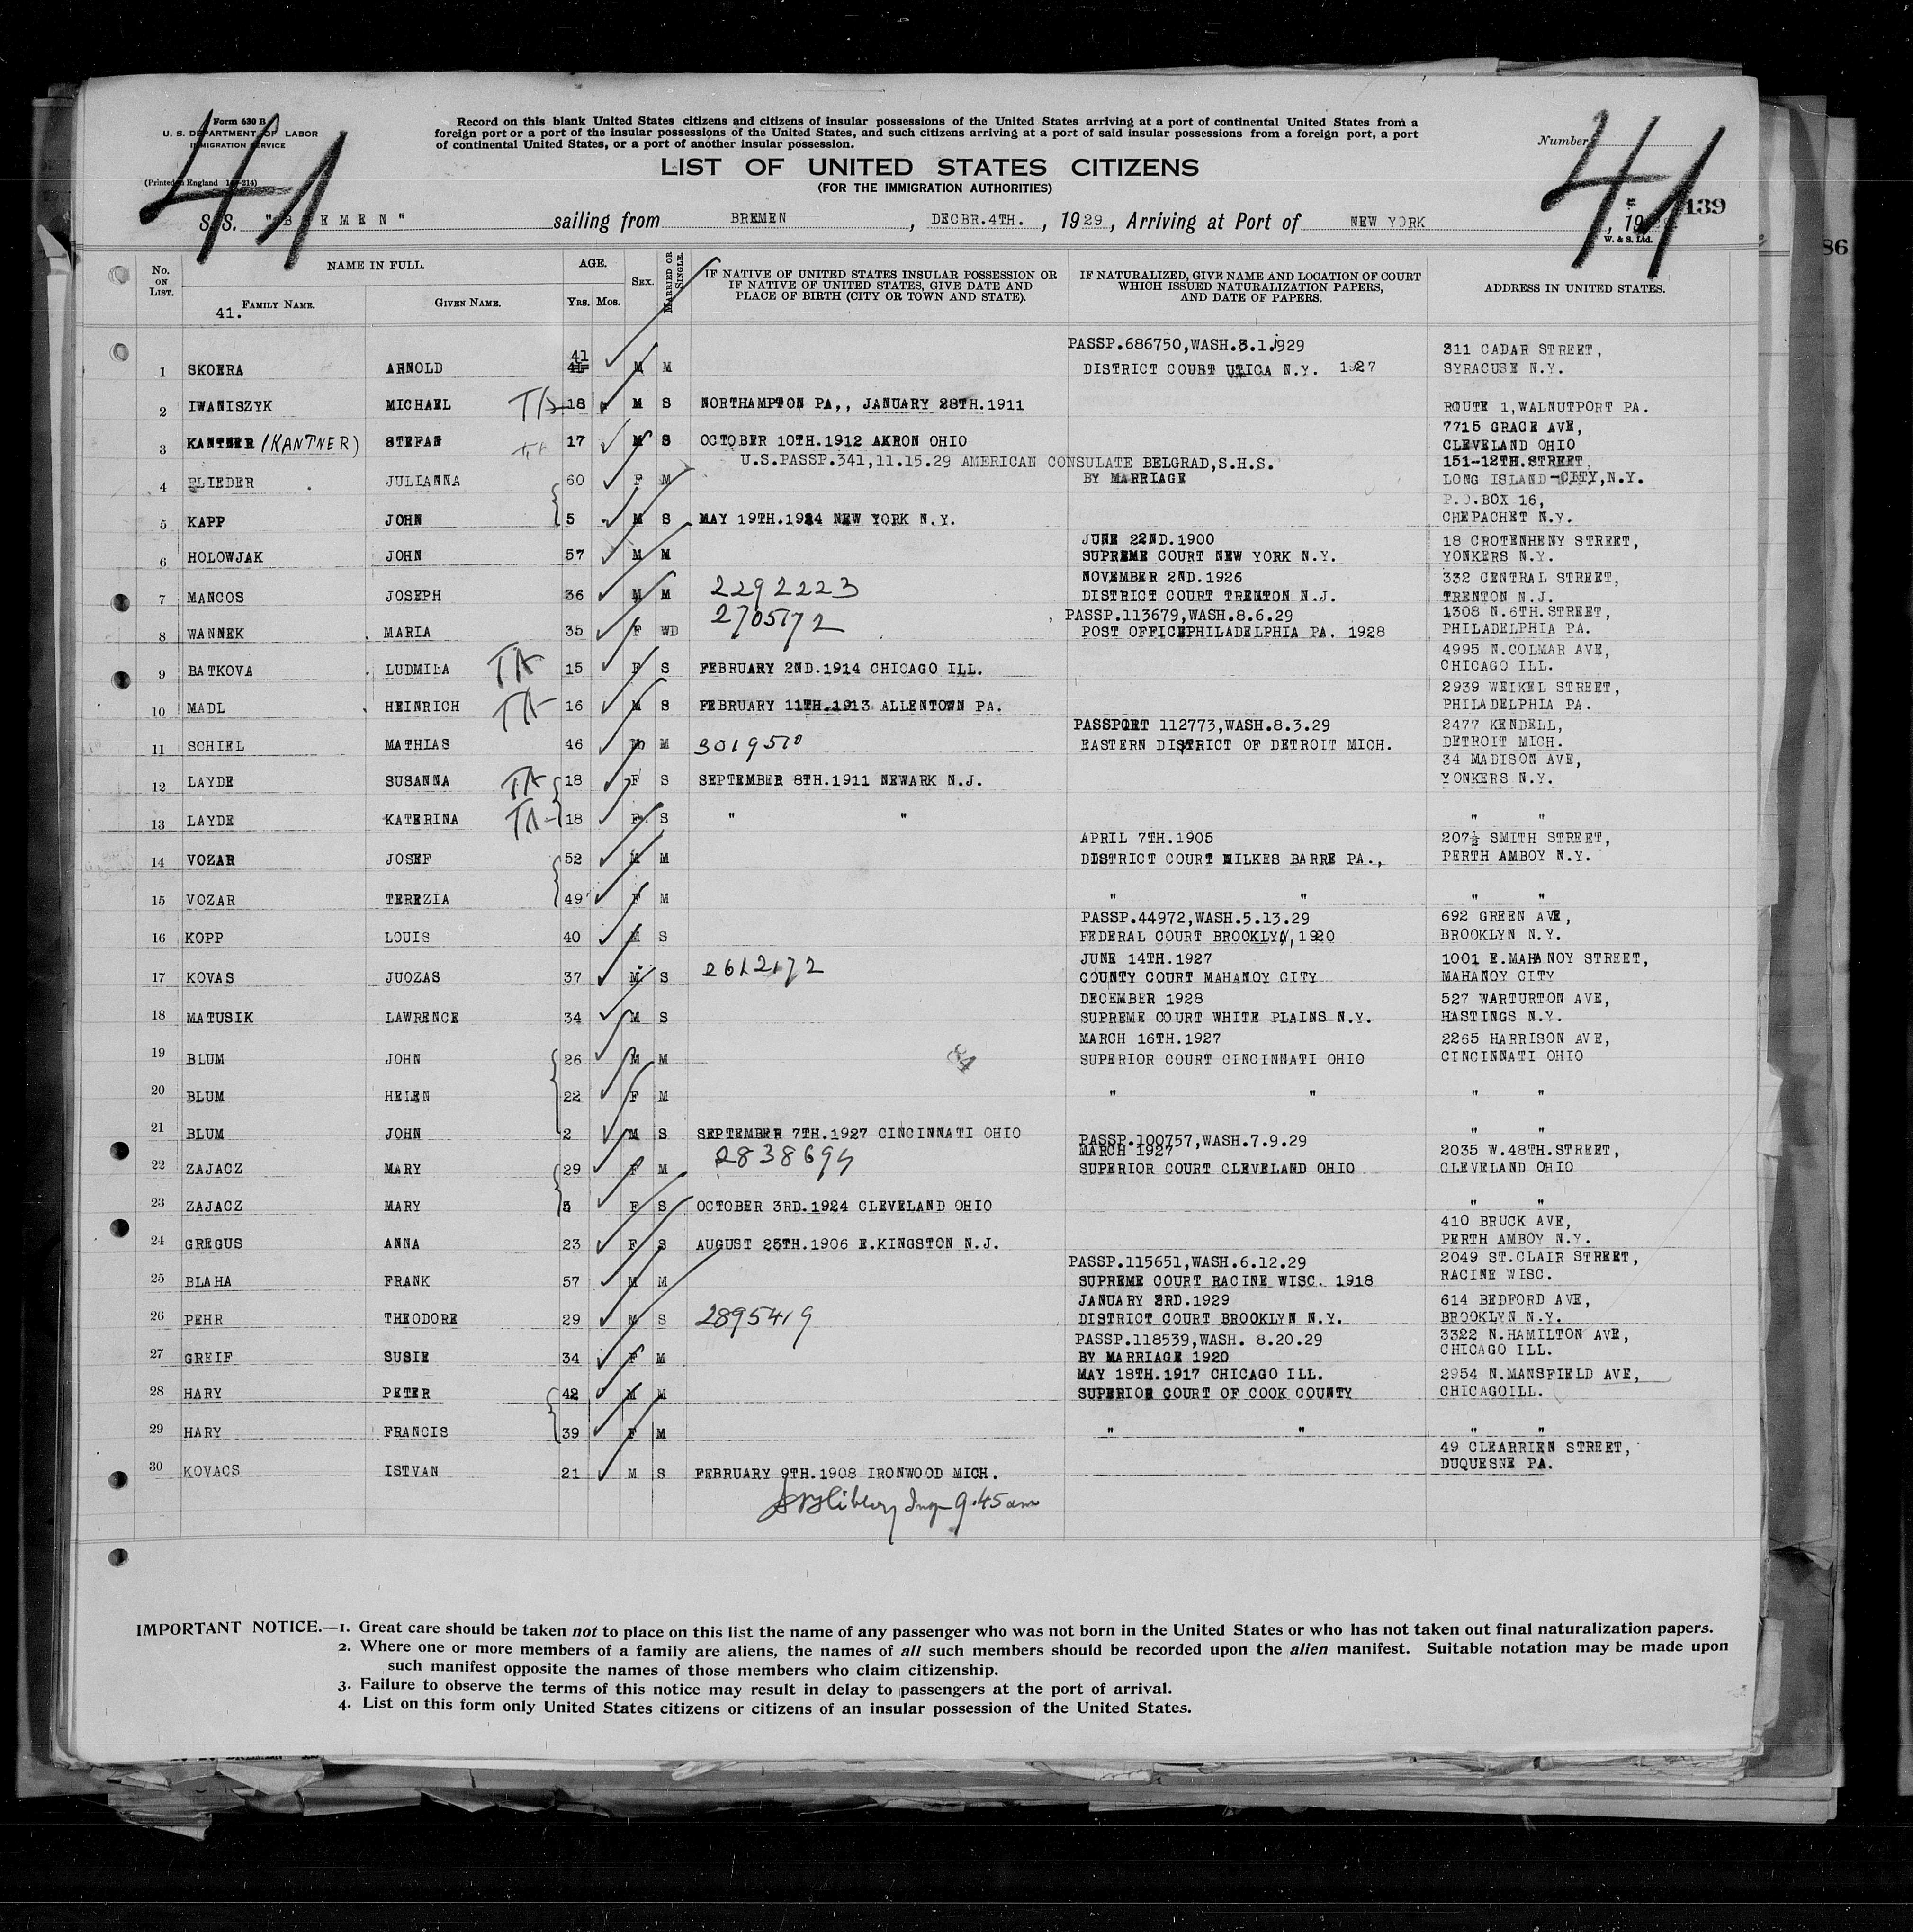 41
41
Form 630 B
U. S. DEPARTMENT OF LABOR
IMMIGRATION SERVICE
(Printed in England
Record on this blank United States citizens and citizens of insular possessions of the United States arriving at a port of continental United States from a
foreign port or a port of the insular possessions of the United States, and such citizens arriving at a port of said insular possessions from a foreign port, a port
of continental United States, or a port of another insular possession.
Number
LIST OF UNITED STATES CITIZENS
(FOR THE IMMIGRATION AUTHORITIES)
139
86
S.S. "BREMEN" sailing from BREMEN, DECBR.4TH., 1929, Arriving at Port of NEW YORK, 19
W. & S. Ltd.
No. ON LIST.
NAME IN FULL.
FAMILY NAME.
41.
GIVEN NAME.
AGE.
YRS. MOS.
SEX.
MARRIED OR SINGLE.
IF NATIVE OF UNITED STATES INSULAR POSSESSION OR
IF NATIVE OF UNITED STATES, GIVE DATE AND
PLACE OF BIRTH (CITY OR TOWN AND STATE).
IF NATURALIZED, GIVE NAME AND LOCATION OF COURT
WHICH ISSUED NATURALIZATION PAPERS,
AND DATE OF PAPERS.
ADDRESS IN UNITED STATES.
PASSP.686750,WASH.3.1.1929 311 CADAR STREET,
1 SKOERA ARNOLD 41 M M DISTRICT COURT UTICA N.Y. 1927 SYRACUSE N.Y.
2 IWANISZYK MICHAEL TA 18 M S NORTHAMPTON PA,, JANUARY 28TH.1911 ROUTE 1,WALNUTPORT PA.
7715 GRACE AVE,
3 KANTNER (KANTNER) STEFAN TA 17 M S OCTOBER 10TH.1912 AKRON OHIO CLEVELAND OHIO
U.S.PASSP.341,11.15.29 AMERICAN CONSULATE BELGRAD,S.H.S. 151-12TH.STREET
4 FLIEDER JULIANNA 60 F M BY MARRIAGE LONG ISLAND-CITY,N.Y.
P.O.BOX 16,
5 KAPP JOHN 5 M S MAY 19TH.1924 NEW YORK N.Y. CHEPACHET N.Y.
JUNE 22ND.1900 18 CROTENHENY STREET,
6 HOLOWJAK JOHN 57 M M SUPREME COURT NEW YORK N.Y. YONKERS N.Y.
NOVEMBER 2ND.1926 332 CENTRAL STREET,
7 MANCOS JOSEPH 36 M M 2292223 DISTRICT COURT TRENTON N.J. TRENTON N.J.
PASSP.113679,WASH.8.6.29 1308 N.6TH.STREET,
8 WANNEK MARIA 35 F WD 2705172 POST OFFICEPHILADELPHIA PA. 1928 PHILADELPHIA PA.
4995 N.COLMAR AVE,
9 BATKOVA LUDMILA TA 15 F S FEBRUARY 2ND.1914 CHICAGO ILL. CHICAGO ILL.
2939 WEIKEL STREET,
10 MADL HEINRICH TA 16 M S FEBRUARY 11TH.1913 ALLENTOWN PA. PHILADELPHIA PA.
PASSPORT 112773,WASH.8.3.29 2477 KENDELL,
11 SCHIEL MATHIAS 46 M M 3019510 EASTERN DISTRICT OF DETROIT MICH. DETROIT MICH.
34 MADISON AVE,
12 LAYDE SUSANNA TA 18 F S SEPTEMBER 8TH.1911 NEWARK N.J. YONKERS N.Y.
13 LAYDE KATERINA TA 18 F S " " " "
APRIL 7TH.1905 207½ SMITH STREET,
14 VOZAR JOSEF 52 M M DISTRICT COURT WILKES BARRE PA., PERTH AMBOY N.Y.
15 VOZAR TEREZIA 49 F M " " " "
PASSP.44972,WASH.5.13.29 692 GREEN AVE,
16 KOPP LOUIS 40 M S FEDERAL COURT BROOKLYN,1920 BROOKLYN N.Y.
JUNE 14TH.1927 1001 E.MAHANOY STREET,
17 KOVAS JUOZAS 37 M S 2612172 COUNTY COURT MAHANOY CITY MAHANOY CITY
DECEMBER 1928 527 WARTURTON AVE,
18 MATUSIK LAWRENCE 34 M S SUPREME COURT WHITE PLAINS N.Y. HASTINGS N.Y.
MARCH 16TH.1927 2265 HARRISON AVE,
19 BLUM JOHN 26 M M SUPERIOR COURT CINCINNATI OHIO CINCINNATI OHIO
20 BLUM HELEN 22 F M " " " "
21 BLUM JOHN 2 M S SEPTEMBER 7TH.1927 CINCINNATI OHIO " "
PASSP.100757,WASH.7.9.29
MARCH 1927 2035 W.48TH.STREET,
22 ZAJACZ MARY 29 F M 2838694 SUPERIOR COURT CLEVELAND OHIO CLEVELAND OHIO
23 ZAJACZ MARY 5 F S OCTOBER 3RD.1924 CLEVELAND OHIO " "
410 BRUCK AVE,
24 GREGUS ANNA 23 F S AUGUST 25TH.1906 E.KINGSTON N.J. PERTH AMBOY N.Y.
PASSP.115651,WASH.6.12.29 2049 ST.CLAIR STREET,
25 BLAHA FRANK 57 M M SUPREME COURT RACINE WISC. 1918 RACINE WISC.
JANUARY 3RD.1929 614 BEDFORD AVE,
26 PEHR THEODORE 29 M S 2895419 DISTRICT COURT BROOKLYN N.Y. BROOKLYN N.Y.
PASSP.118539,WASH. 8.20.29 3322 N.HAMILTON AVE,
27 GREIF SUSIE 34 F M BY MARRIAGE 1920 CHICAGO ILL.
MAY 18TH.1917 CHICAGO ILL. 2954 N.MANSFIELD AVE,
28 HARY PETER 42 M M SUPERIOR COURT OF COOK COUNTY CHICAGOILL.
29 HARY FRANCIS 39 F M " " " "
49 CLEARRIEN STREET,
30 KOVACS ISTVAN 21 M S FEBRUARY 9TH.1908 IRONWOOD MICH. DUQUESNE PA.
9.45 am
IMPORTANT NOTICE.—1. Great care should be taken not to place on this list the name of any passenger who was not born in the United States or who has not taken out final naturalization papers.
2. Where one or more members of a family are aliens, the names of all such members should be recorded upon the alien manifest. Suitable notation may be made upon
such manifest opposite the names of those members who claim citizenship.
3. Failure to observe the terms of this notice may result in delay to passengers at the port of arrival.
4. List on this form only United States citizens or citizens of an insular possession of the United States.